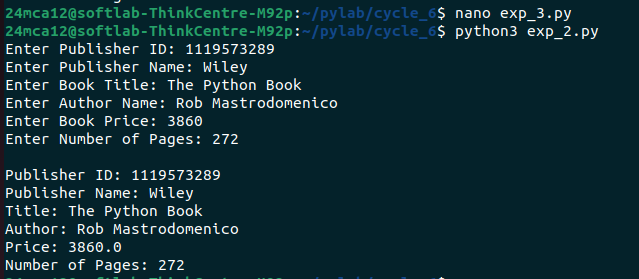 24mca12@softlab-ThinkCentre-M92p:~/pylab/cycle_6$ nano exp_3.py
24mca12@softlab-ThinkCentre-M92p:~/pylab/cycle_6$ python3 exp_2.py
Enter Publisher ID: 1119573289
Enter Publisher Name: Wiley
Enter Book Title: The Python Book
Enter Author Name: Rob Mastrodomenico
Enter Book Price: 3860
Enter Number of Pages: 272

Publisher ID: 1119573289
Publisher Name: Wiley
Title: The Python Book
Author: Rob Mastrodomenico
Price: 3860.0
Number of Pages: 272